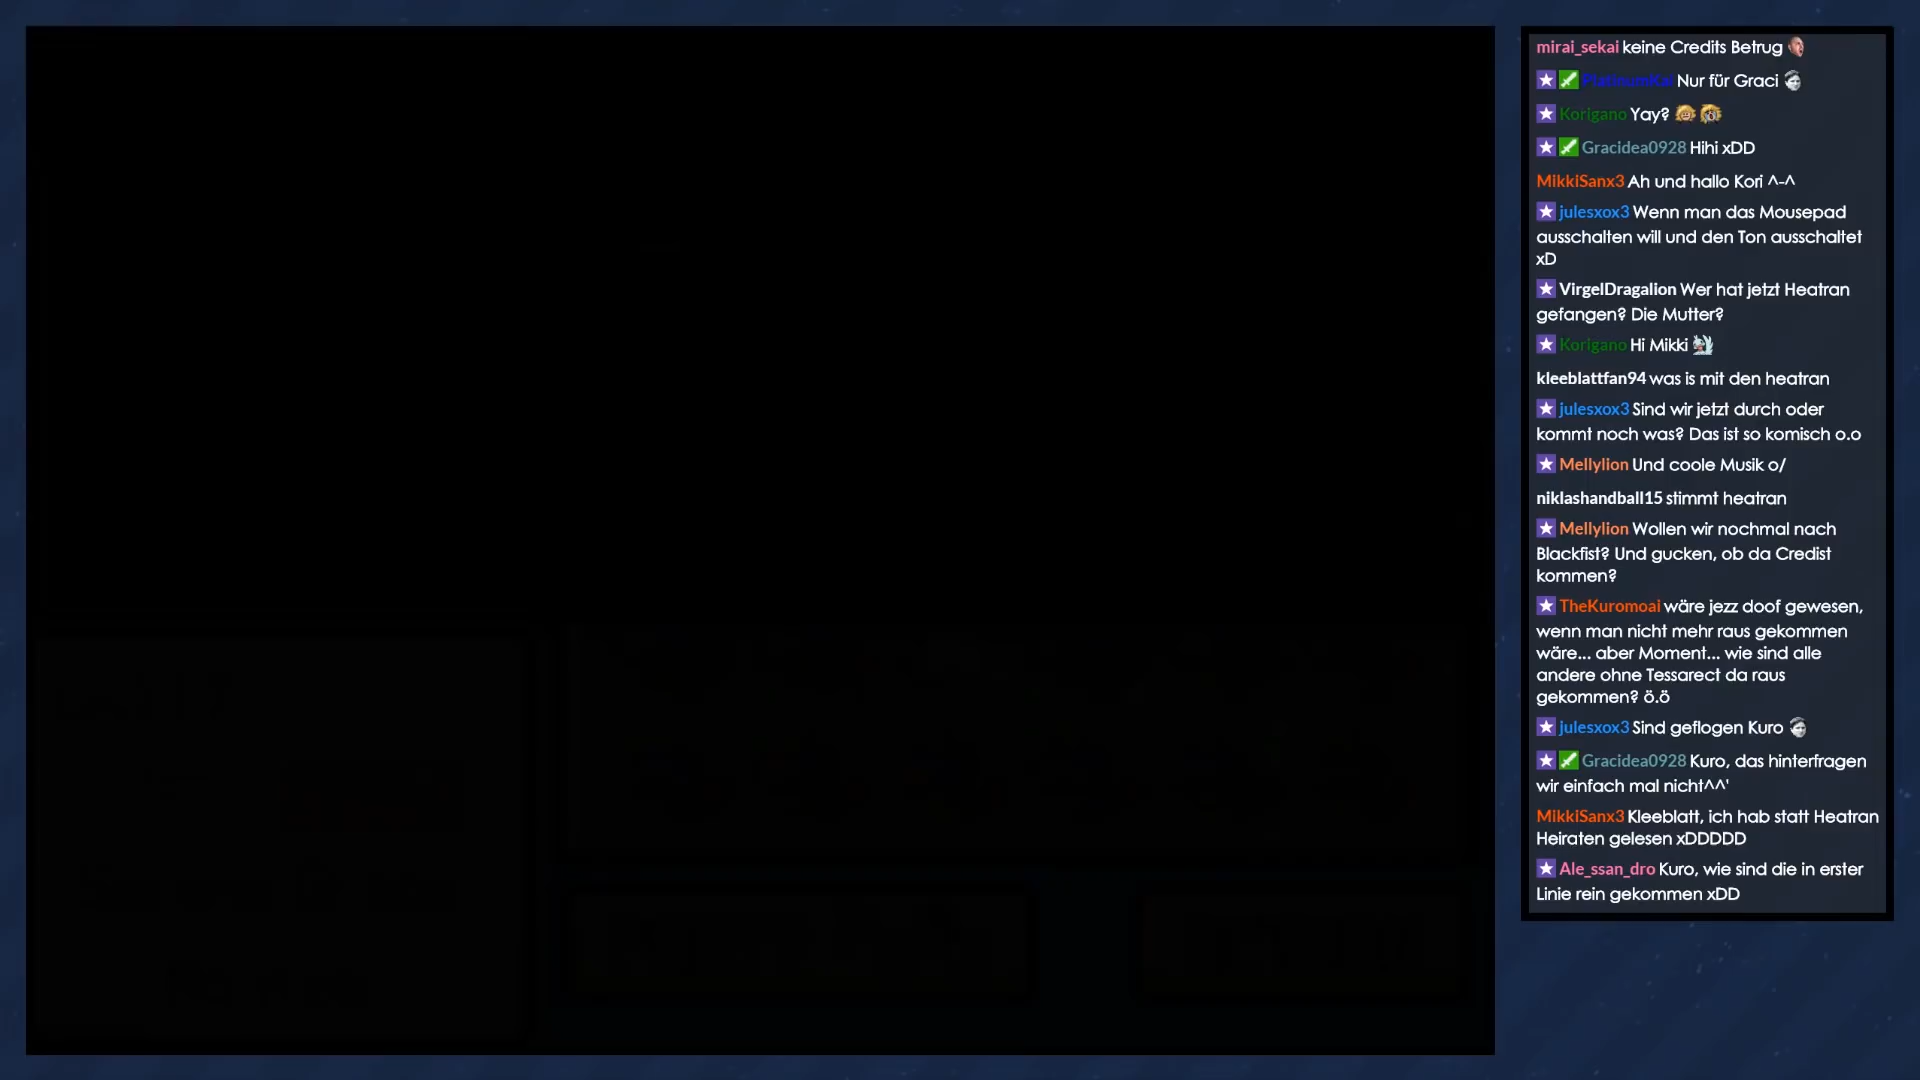 mirai_sekai keine Credits Betrug
PlatinumKai Nur für Graci
Korigano Yay?
Gracidea0928 Hihi xDD
MikkiSanx3 Ah und hallo Kori ^-^
julesxox3 Wenn man das Mousepad
ausschalten will und den Ton ausschaltet
xD
VirgelDragalion Wer hat jetzt Heatran
gefangen? Die Mutter?
Korigano Hi Mikki
kleeblattfan94 was is mit den heatran
julesxox3 Sind wir jetzt durch oder
kommt noch was? Das ist so komisch o.o
Mellylion Und coole Musik o/
niklashandball15 stimmt heatran
Mellylion Wollen wir nochmal nach
Blackfist? Und gucken, ob da Credist
kommen?
TheKuromoai wäre jezz doof gewesen,
wenn man nicht mehr raus gekommen
wäre... aber Moment... wie sind alle
andere ohne Tessarect da raus
gekommen? ö.ö
julesxox3 Sind geflogen Kuro
Gracidea0928 Kuro, das hinterfragen
wir einfach mal nicht^^'
MikkiSanx3 Kleeblatt, ich hab statt Heatran
Heiraten gelesen xDDDDD
Ale_ssan_dro Kuro, wie sind die in erster
Linie rein gekommen xDD